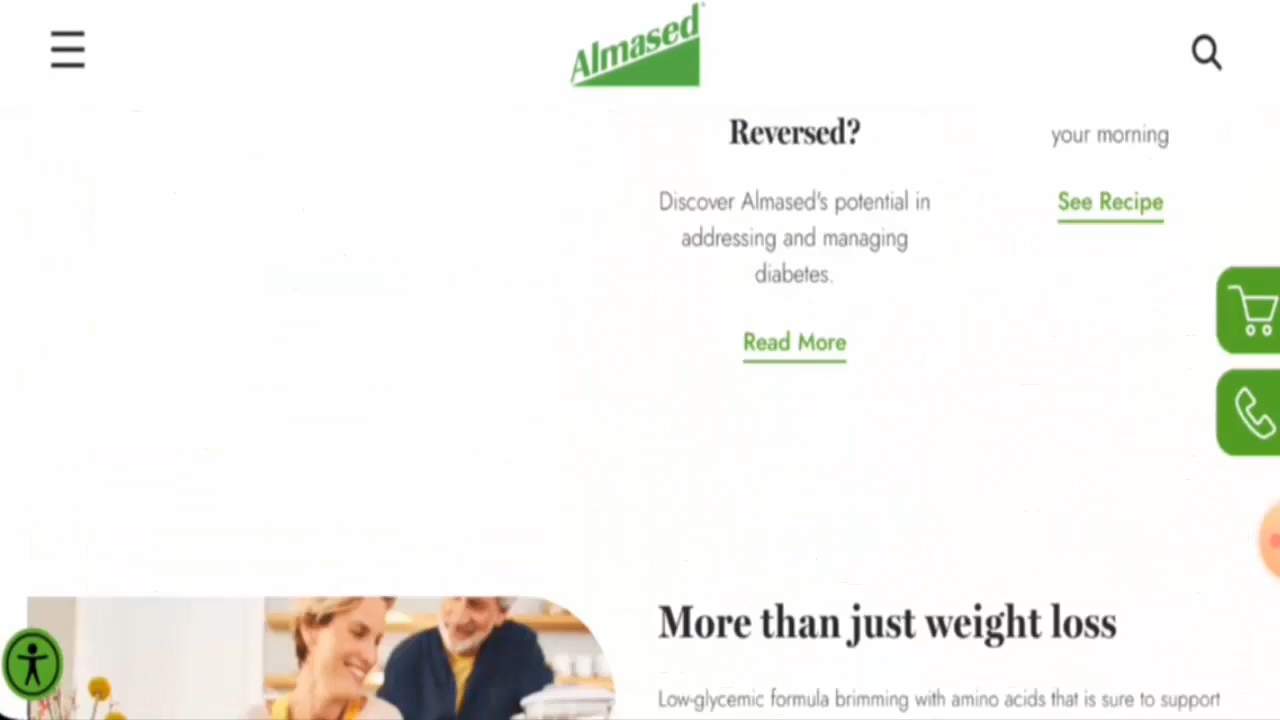 Almased
Reversed?
Discover Almased's potential in
addressing and managing
diabetes.
Read More
your morning
See Recipe
More than just weight loss
Low-glycemic formula brimming with amino acids that is sure to support